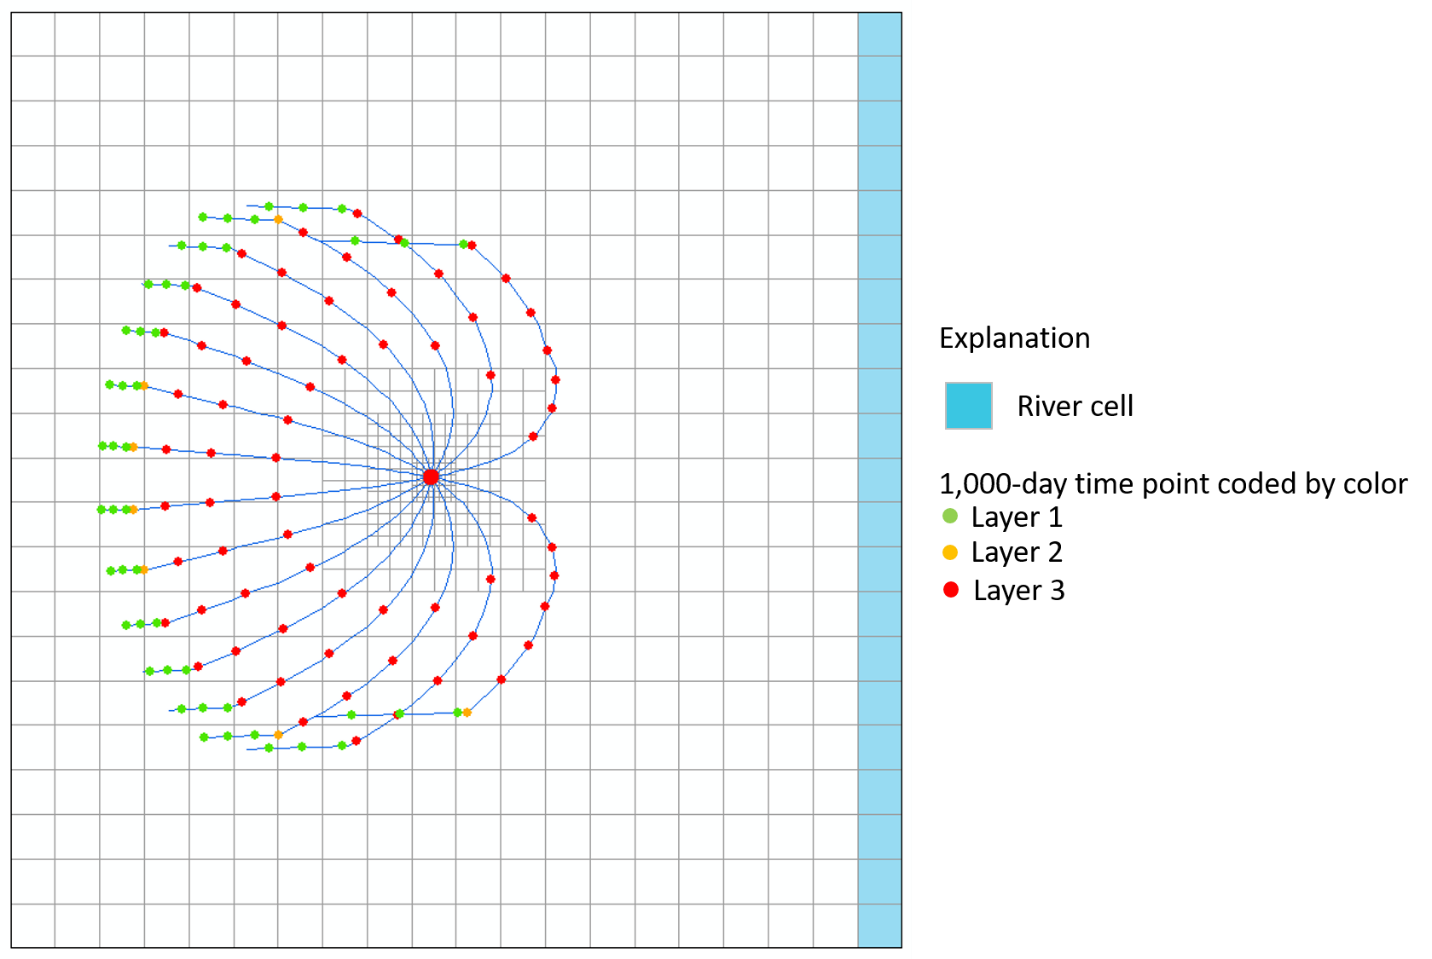 Explanation
River cell
1,000-day time point coded by color
Layer 1
Layer 2
Layer 3